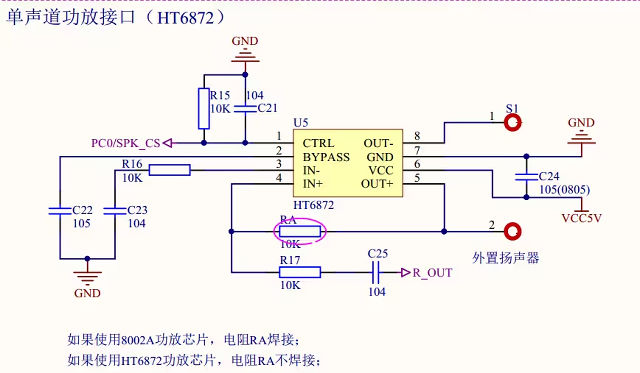 单声道功放接口（HT6872）
GND
R15
10K
104
C21
U5
S1
1
GND
PC0/SPK_CS
1
CTRL
OUT-
8
2
BYPASS
GND
7
R16
10K
3
IN-
VCC
6
4
IN+
OUT+
5
HT6872
C24
105(0805)
VCC5V
C22
105
C23
104
GND
RA
10K
2
外置扬声器
R17
10K
C25
104
R_OUT
如果使用8002A功放芯片，电阻RA焊接；
如果使用HT6872功放芯片，电阻RA不焊接；